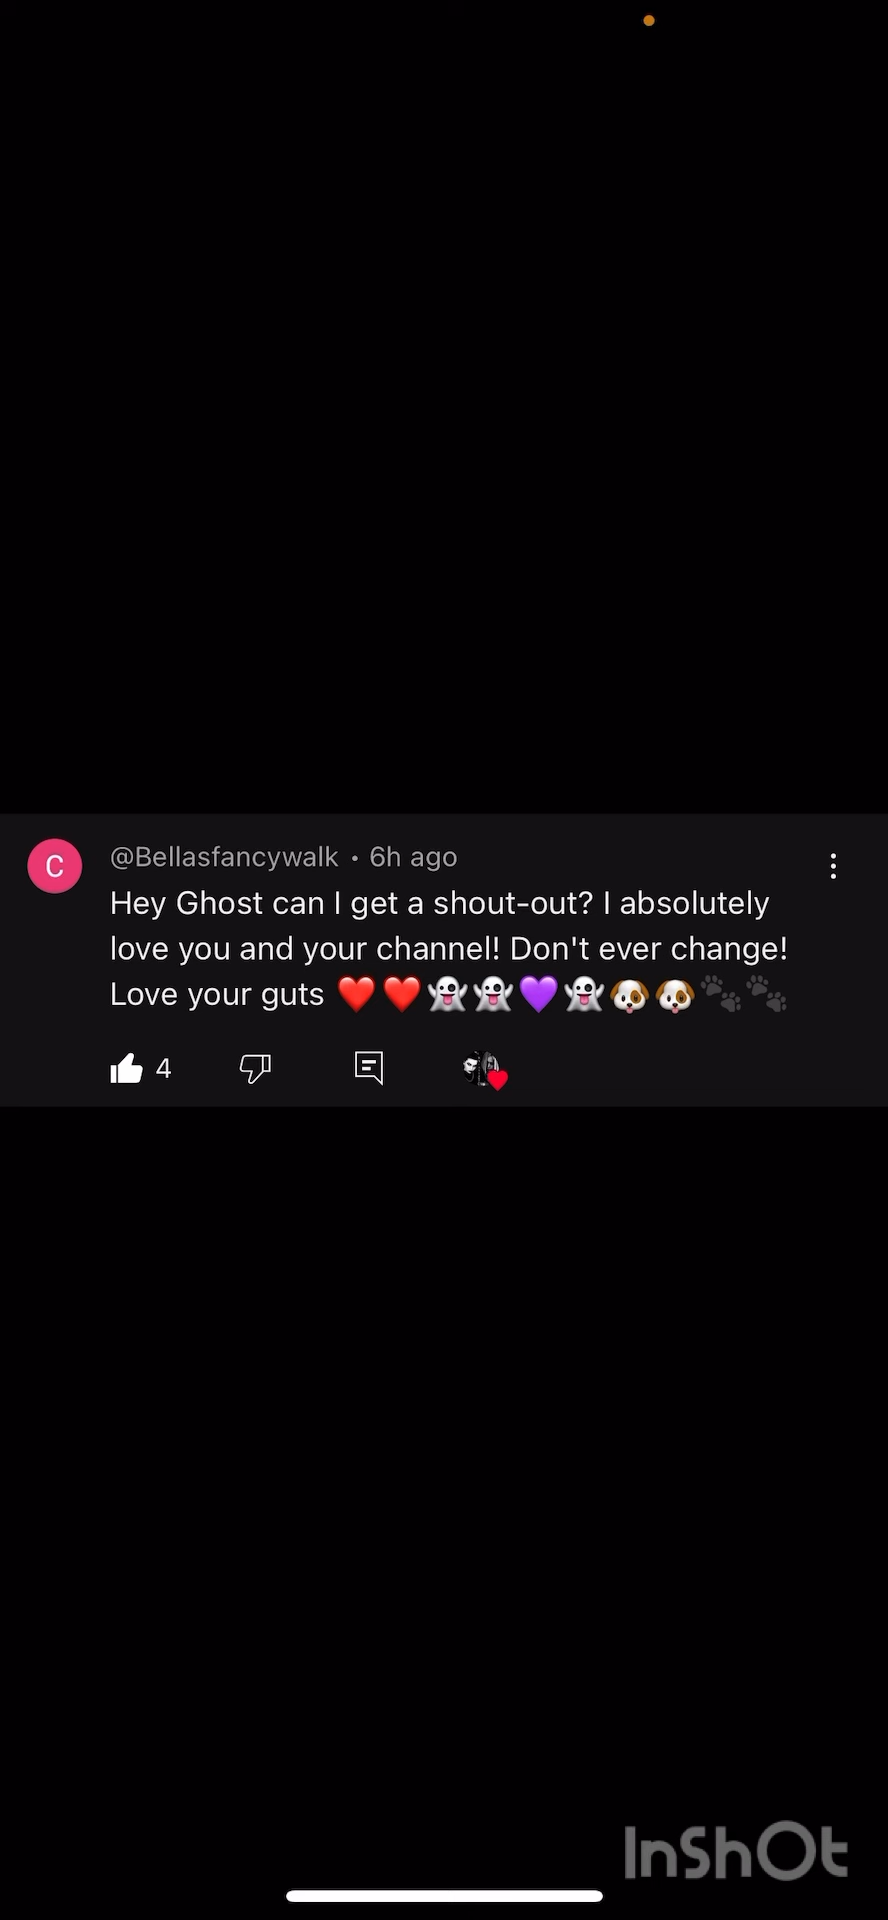 @Bellasfancywalk • 6h ago
C
Hey Ghost can I get a shout-out? I absolutely
love you and your channel! Don't ever change!
Love your guts ❤️❤️👻👻💜👻🐶🐶🐾🐾
4
InShOt